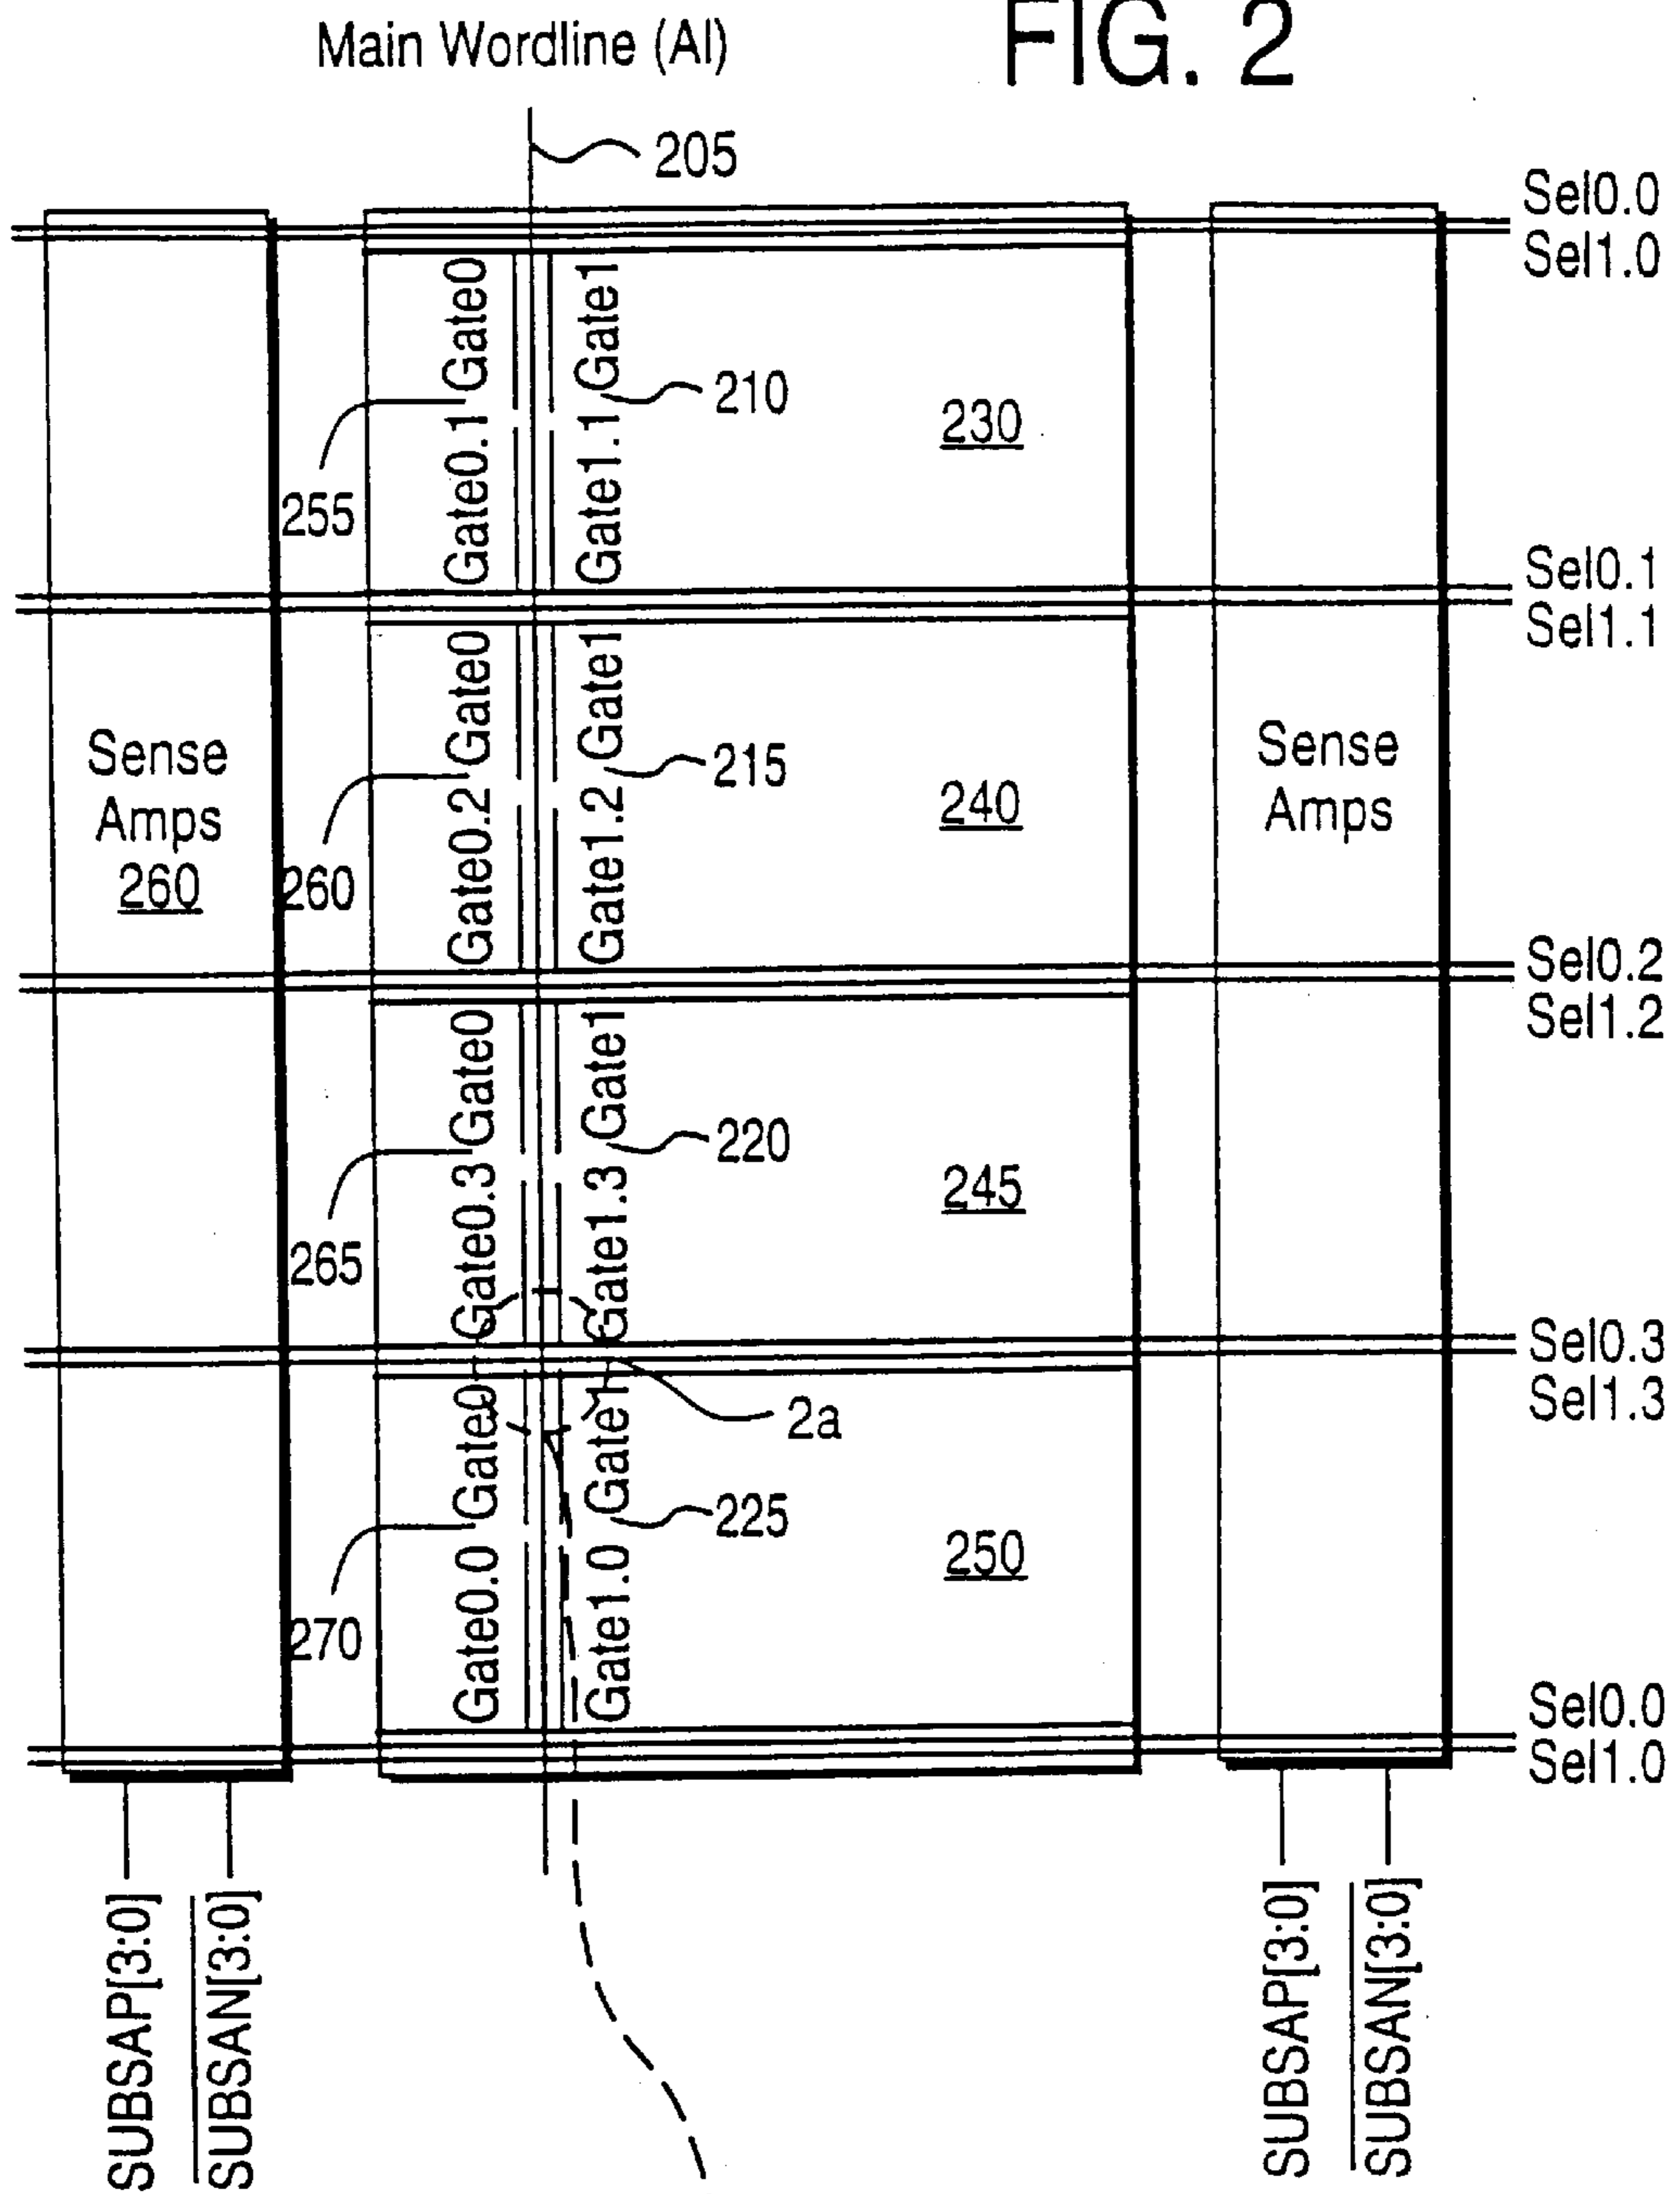 FIG. 2
Main Wordline (Al)
205
Sel0.0
Sel1.0
Gate0.1 Gate0
Gate1.1 Gate1
210
230
255
Sel0.1
Sel1.1
Gate0.2 Gate0
Gate1.2 Gate1
215
240
260
Sense
Amps
260
Sense
Amps
Sel0.2
Sel1.2
Gate0.3 Gate0
Gate1.3 Gate1
220
245
265
Sel0.3
Sel1.3
2a
Gate0.0 Gate0
Gate1.0 Gate1
225
250
270
Sel0.0
Sel1.0
SUBSAP[3:0]
SUBSAN[3:0]
SUBSAP[3:0]
SUBSAN[3:0]